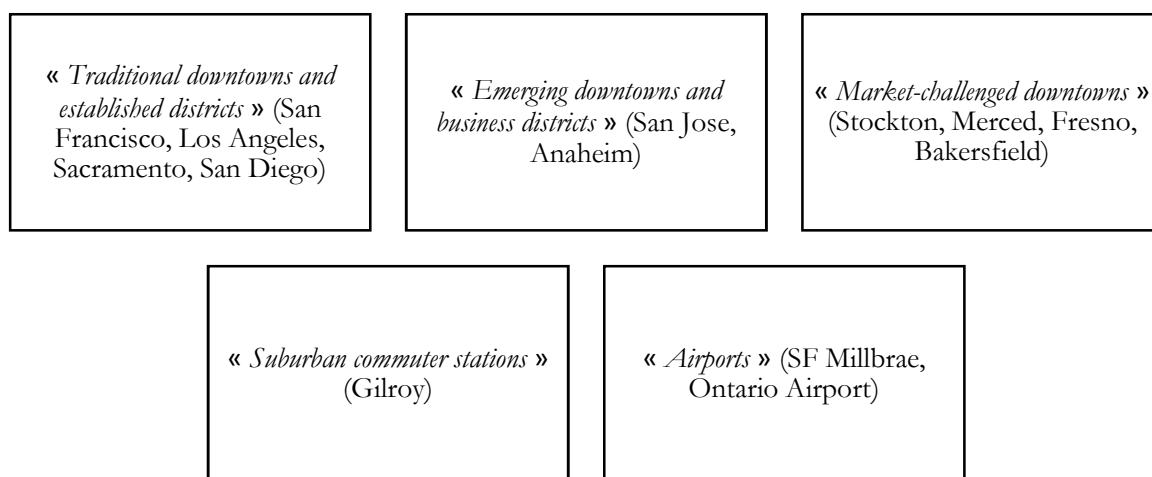 « Traditional downtowns and
established districts » (San
Francisco, Los Angeles,
Sacramento, San Diego)
« Emerging downtowns and
business districts » (San Jose,
Anaheim)
« Market-challenged downtowns »
(Stockton, Merced, Fresno,
Bakersfield)
« Suburban commuter stations »
(Gilroy)
« Airports » (SF Millbrae,
Ontario Airport)